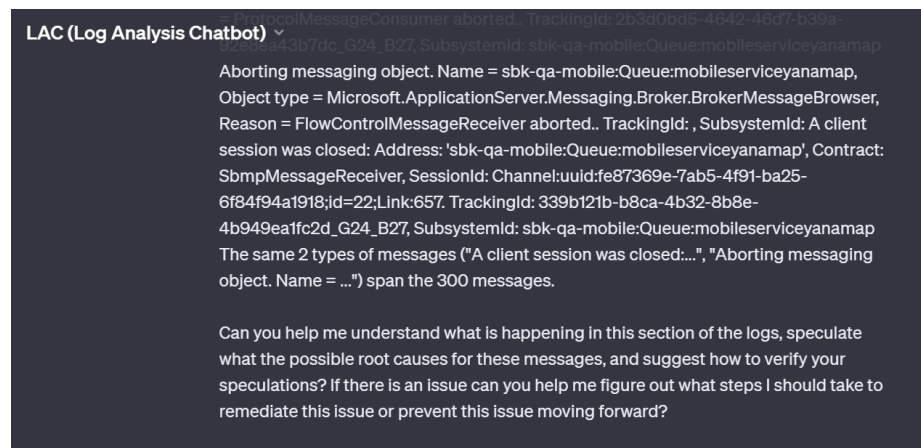 = ProtocolMessageConsumer aborted.. TrackingId: 2b3d0bd5-4642-46d7-b39a-
LAC (Log Analysis Chatbot)
92e8ea43b7dc_G24_B27, SubsystemId: sbk-qa-mobile:Queue:mobileserviceyanamap
Aborting messaging object. Name = sbk-qa-mobile:Queue:mobileserviceyanamap,
Object type = Microsoft.ApplicationServer.Messaging.Broker.BrokerMessageBrowser,
Reason = FlowControlMessageReceiver aborted.. TrackingId: , SubsystemId: A client
session was closed: Address: 'sbk-qa-mobile:Queue:mobileserviceyanamap', Contract:
SbmpMessageReceiver, SessionId: Channel:uuid:fe87369e-7ab5-4f91-ba25-
6f84f94a1918;id=22;Link:657. TrackingId: 339b121b-b8ca-4b32-8b8e-
4b949ea1fc2d_G24_B27, SubsystemId: sbk-qa-mobile:Queue:mobileserviceyanamap
The same 2 types of messages ("A client session was closed:...", "Aborting messaging
object. Name = ...") span the 300 messages.
Can you help me understand what is happening in this section of the logs, speculate
what the possible root causes for these messages, and suggest how to verify your
speculations? If there is an issue can you help me figure out what steps I should take to
remediate this issue or prevent this issue moving forward?